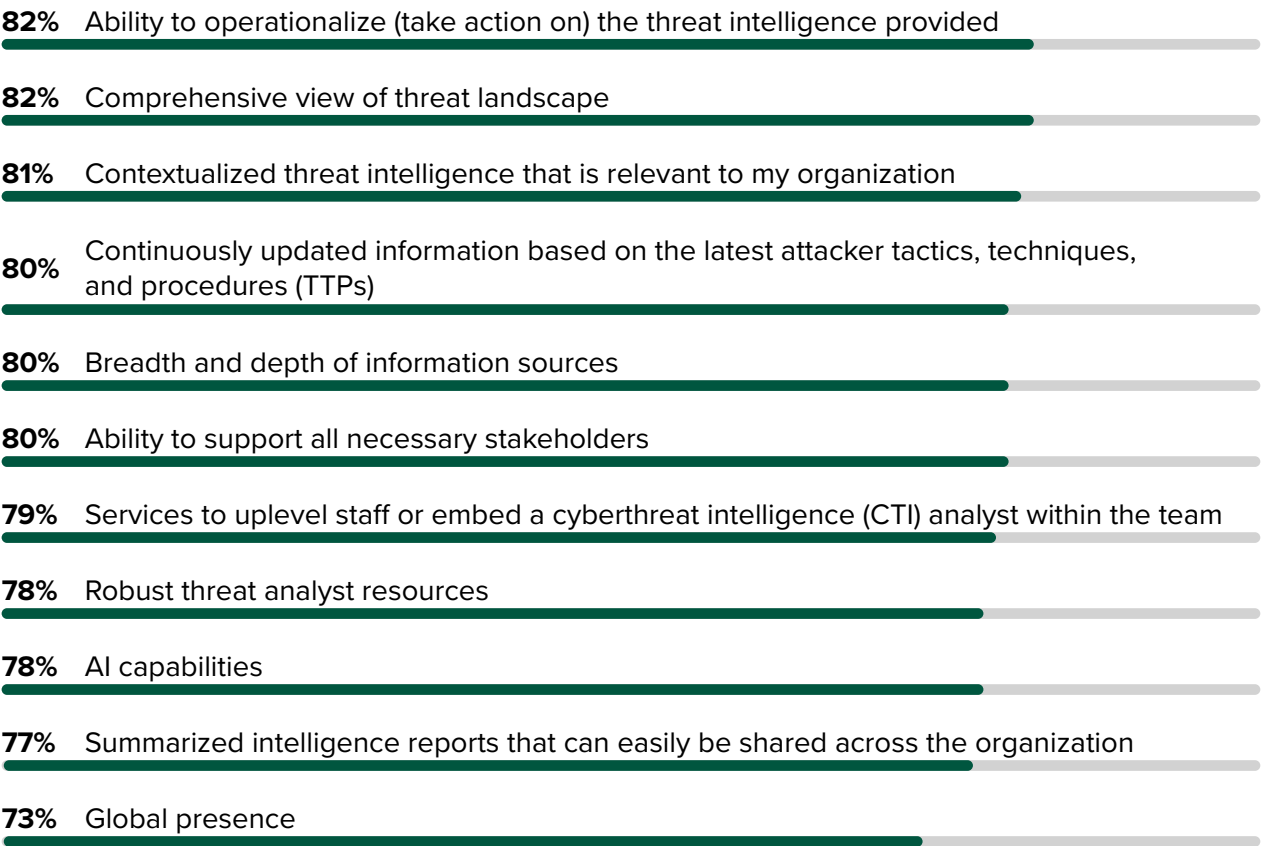 82% Ability to operationalize (take action on) the threat intelligence provided
82% Comprehensive view of threat landscape
81% Contextualized threat intelligence that is relevant to my organization
80% Continuously updated information based on the latest attacker tactics, techniques,
and procedures (TTPs)
80% Breadth and depth of information sources
80% Ability to support all necessary stakeholders
79% Services to uplevel staff or embed a cyberthreat intelligence (CTI) analyst within the team
78% Robust threat analyst resources
78% AI capabilities
77% Summarized intelligence reports that can easily be shared across the organization
73% Global presence